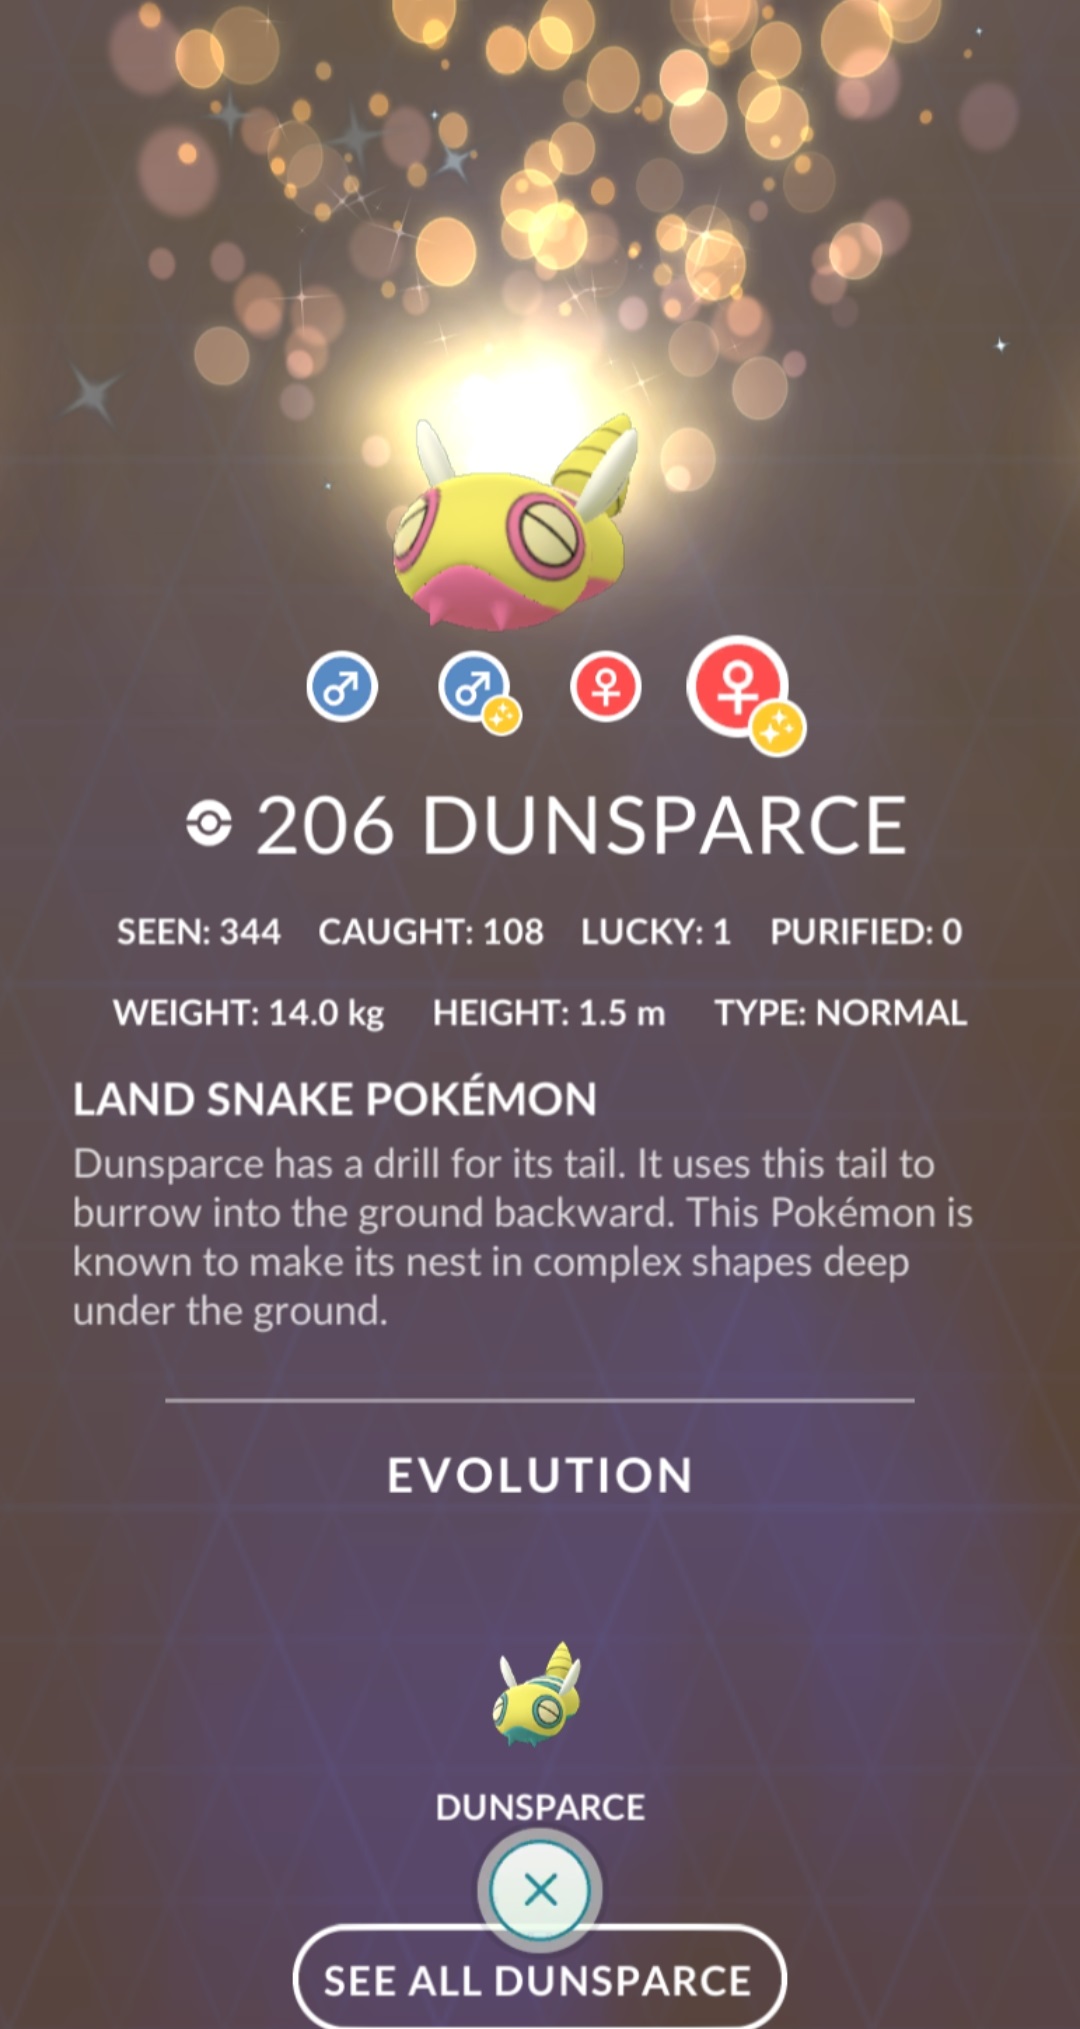 206 DUNSPARCE
SEEN: 344 CAUGHT: 108 LUCKY: 1 PURIFIED: 0
WEIGHT: 14.0 kg HEIGHT: 1.5 m TYPE: NORMAL
LAND SNAKE POKÉMON
Dunsparce has a drill for its tail. It uses this tail to
burrow into the ground backward. This Pokémon is
known to make its nest in complex shapes deep
under the ground.
EVOLUTION
DUNSPARCE
SEE ALL DUNSPARCE